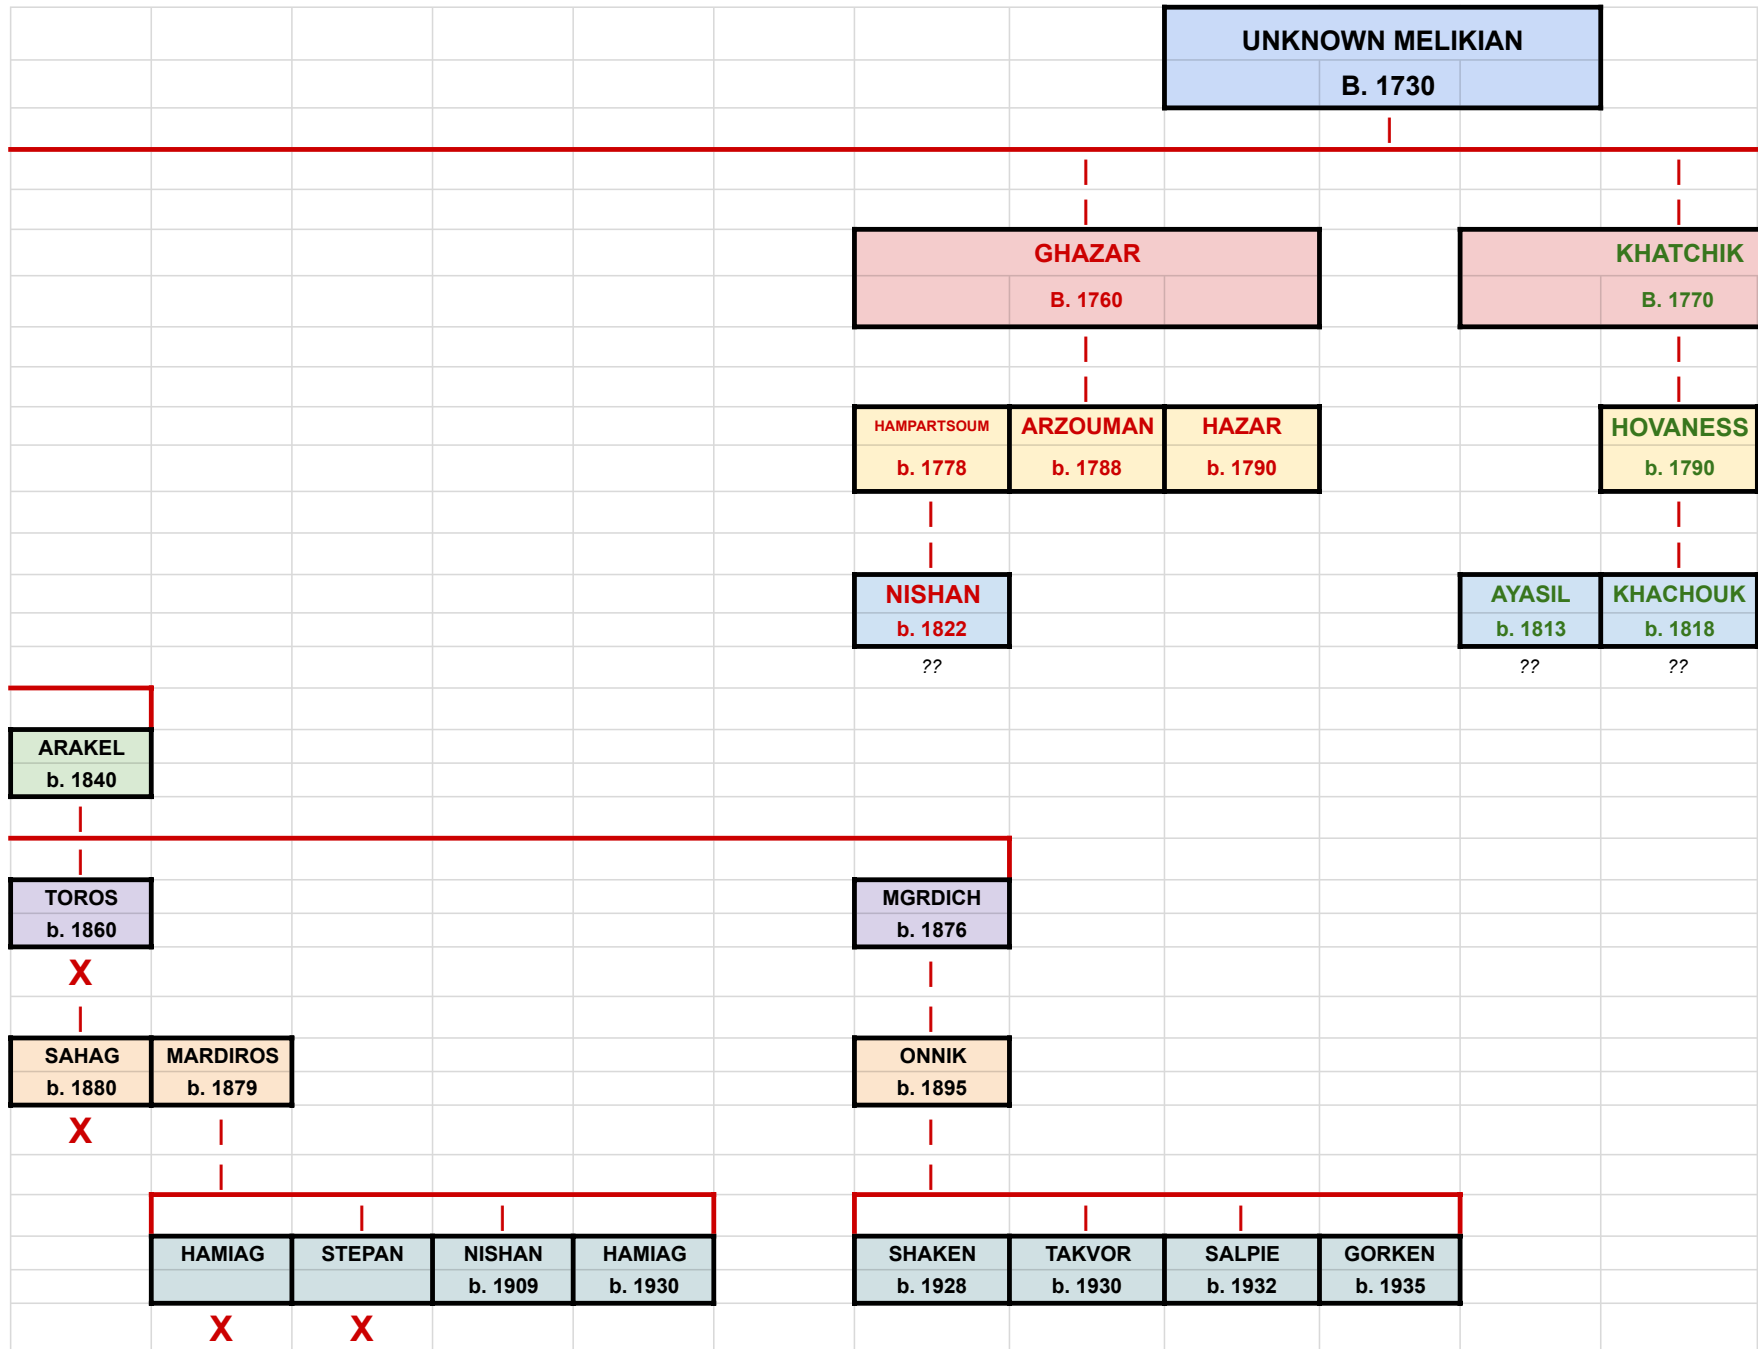 UNKNOWN MELIKIAN
B. 1730
GHAZAR
B. 1760
KHATCHIK
B. 1770
HAMPARTSOUM
b. 1778
ARZOUMAN
b. 1788
HAZAR
b. 1790
HOVANESS
b. 1790
NISHAN
b. 1822
??
AYASIL
b. 1813
??
KHACHOUK
b. 1818
??
ARAKEL
b. 1840
TOROS
b. 1860
X
MGRDICH
b. 1876
SAHAG
b. 1880
X
MARDIROS
b. 1879
ONNIK
b. 1895
HAMIAG
X
STEPAN
X
NISHAN
b. 1909
HAMIAG
b. 1930
SHAKEN
b. 1928
TAKVOR
b. 1930
SALPIE
b. 1932
GORKEN
b. 1935